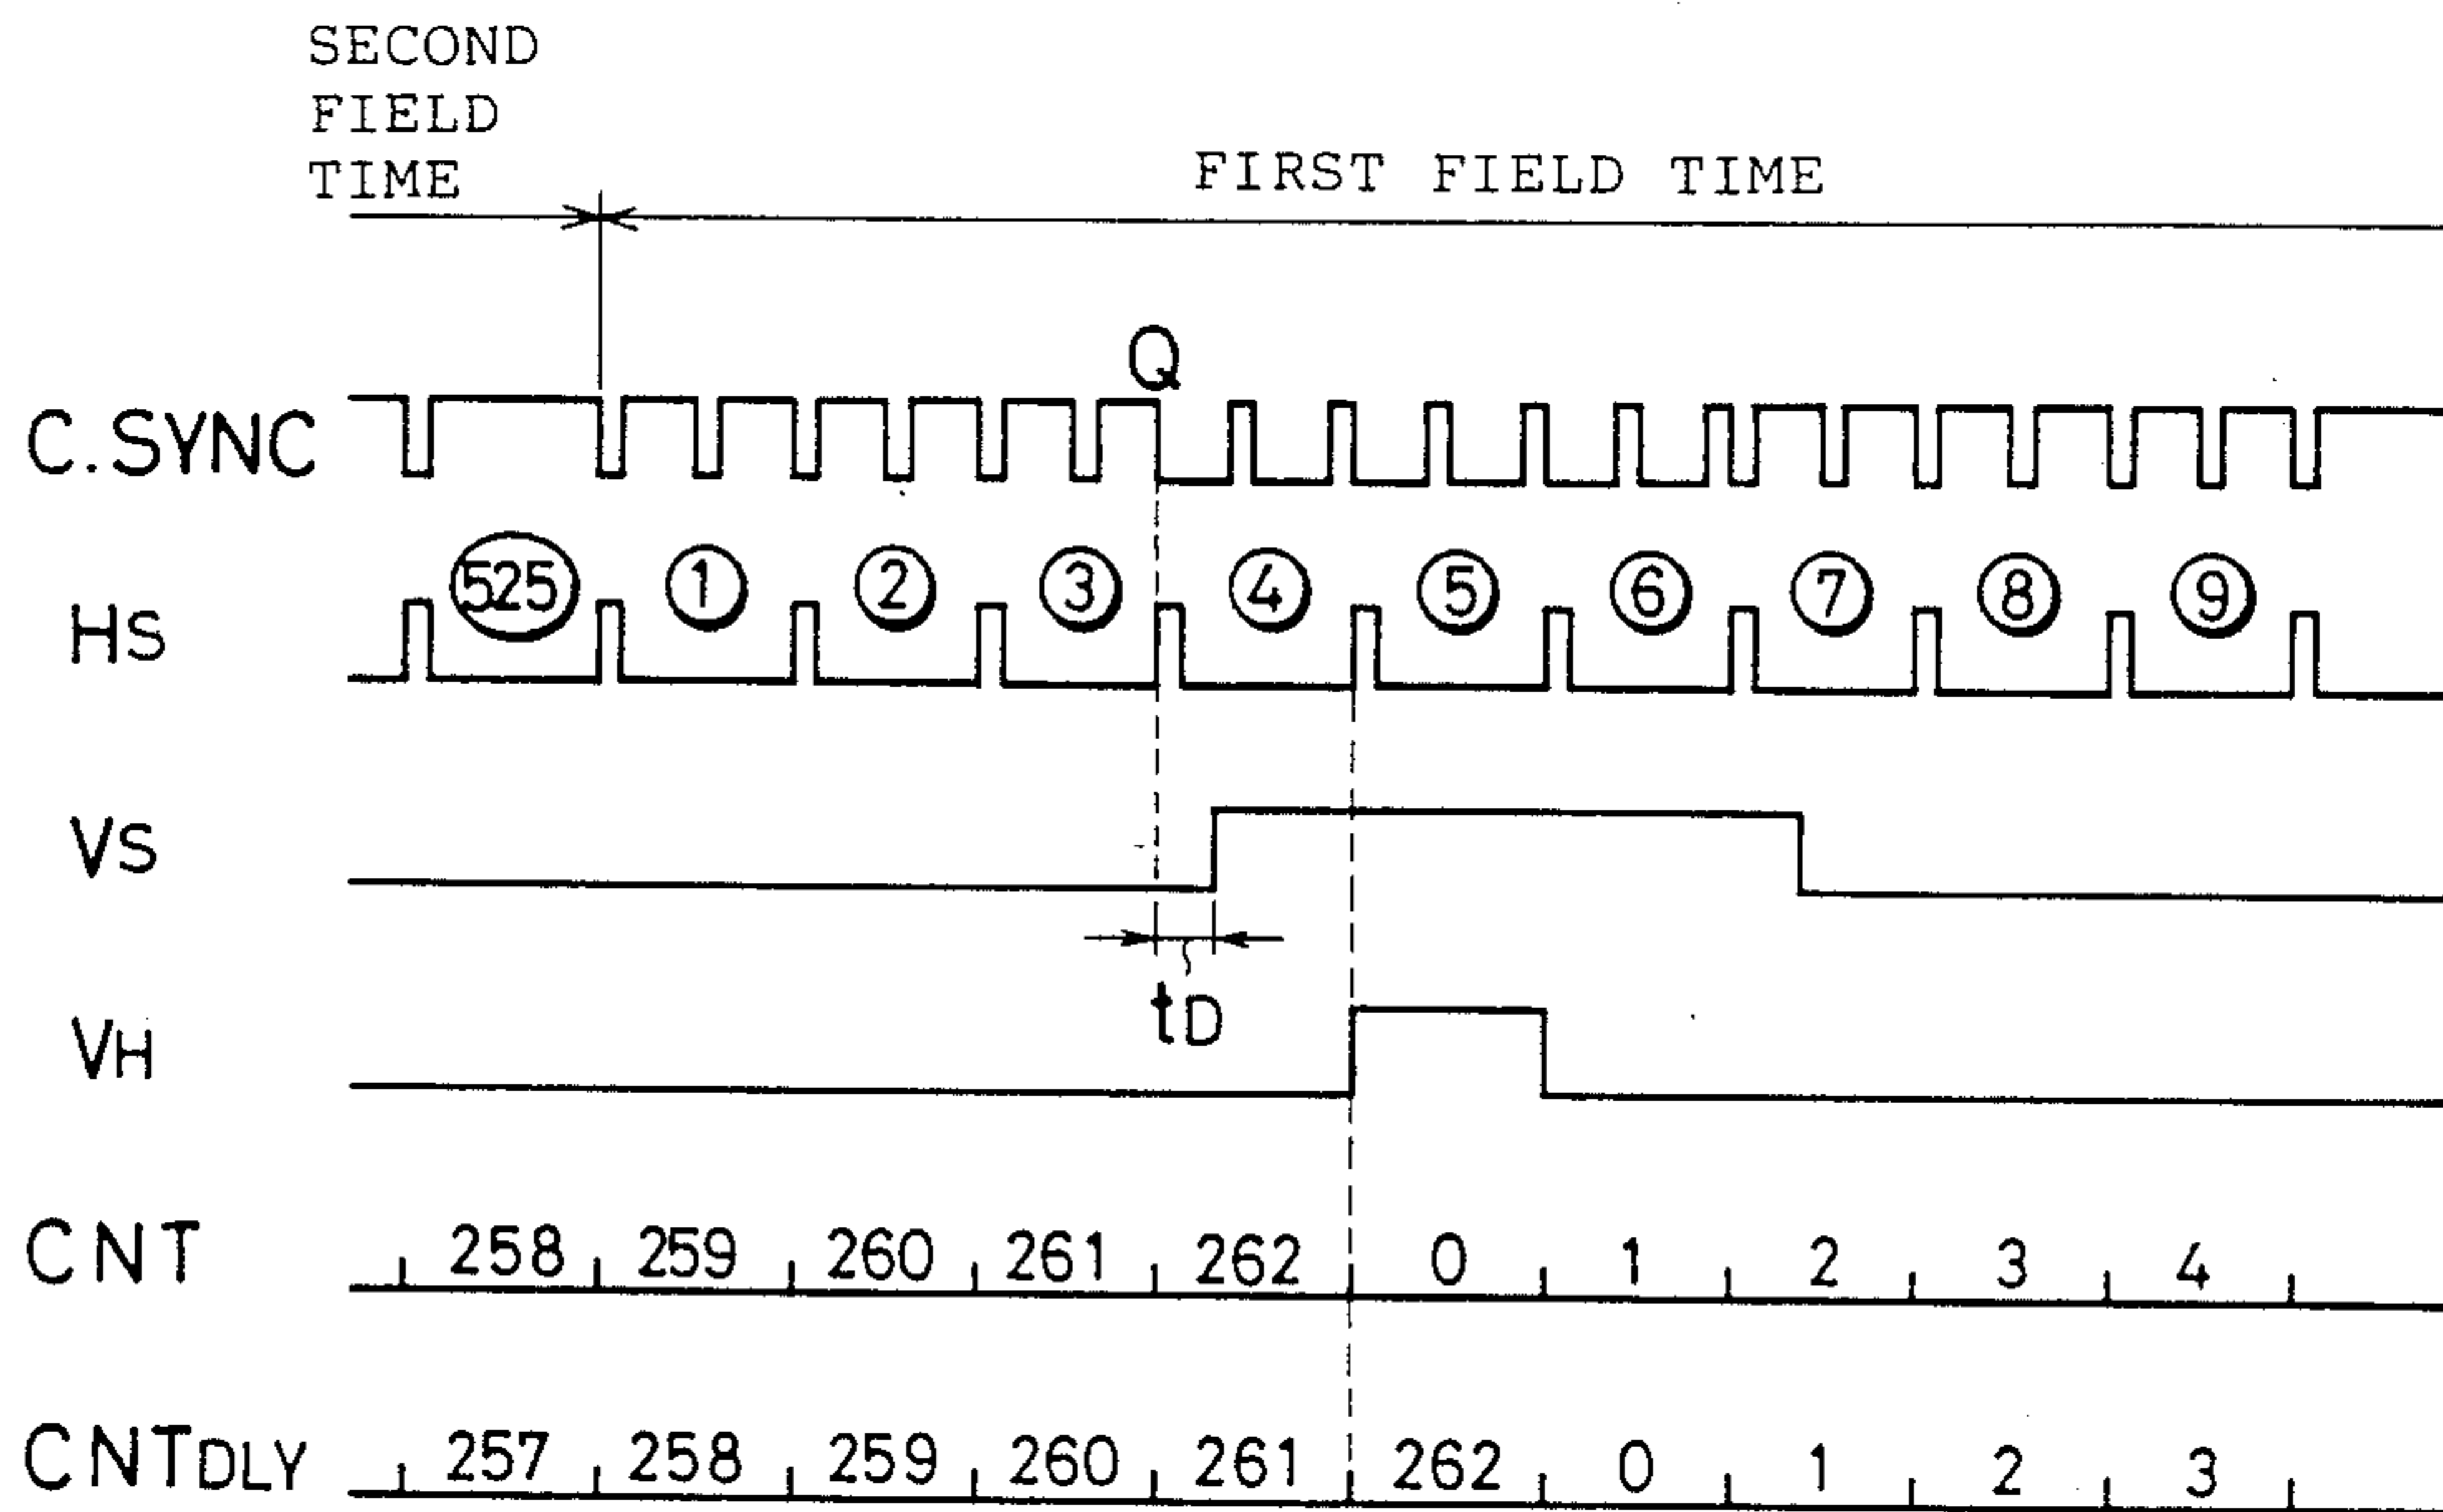 SECOND
FIELD
TIME
FIRST FIELD TIME
Q
C.SYNC
525 1 2 3 4 5 6 7 8 9
HS
VS
tD
VH
CNT 258 259 260 261 262 0 1 2 3 4
CNTDLY 257 258 259 260 261 262 0 1 2 3